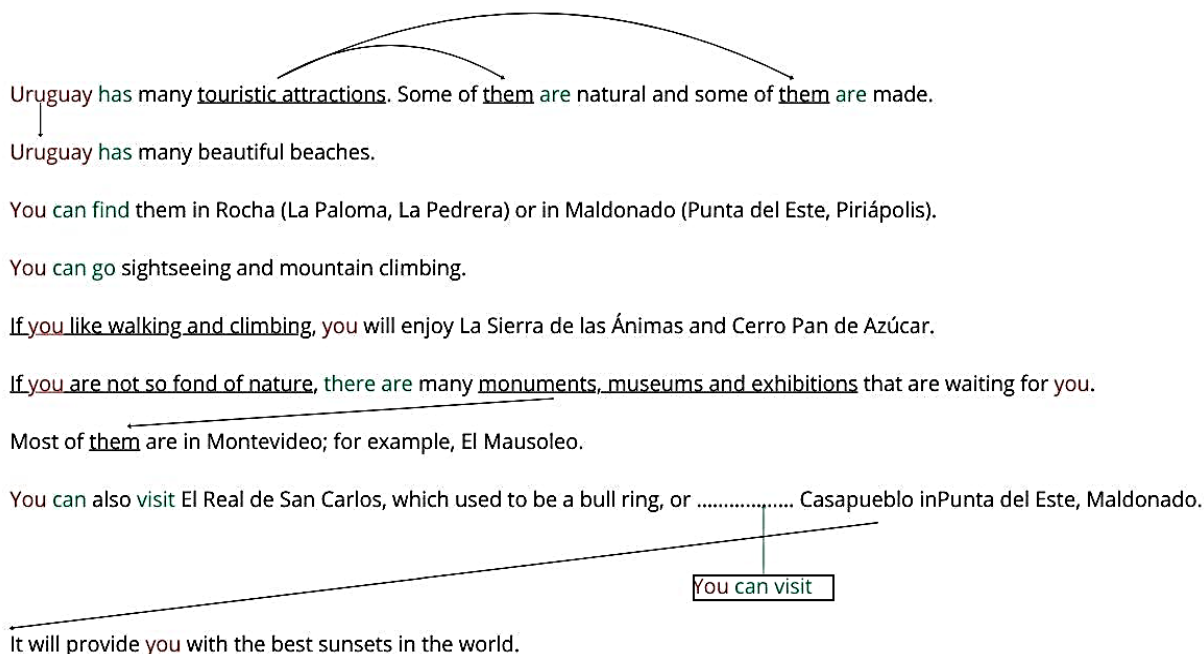 Uruguay has many touristic attractions. Some of them are natural and some of them are made.
Uruguay has many beautiful beaches.
You can find them in Rocha (La Paloma, La Pedrera) or in Maldonado (Punta del Este, Piriápolis).
You can go sightseeing and mountain climbing.
If you like walking and climbing, you will enjoy La Sierra de las Ánimas and Cerro Pan de Azúcar.
If you are not so fond of nature, there are many monuments, museums and exhibitions that are waiting for you.
Most of them are in Montevideo; for example, El Mausoleo.
You can also visit El Real de San Carlos, which used to be a bull ring, or .................. Casapueblo inPunta del Este, Maldonado.
You can visit
It will provide you with the best sunsets in the world.